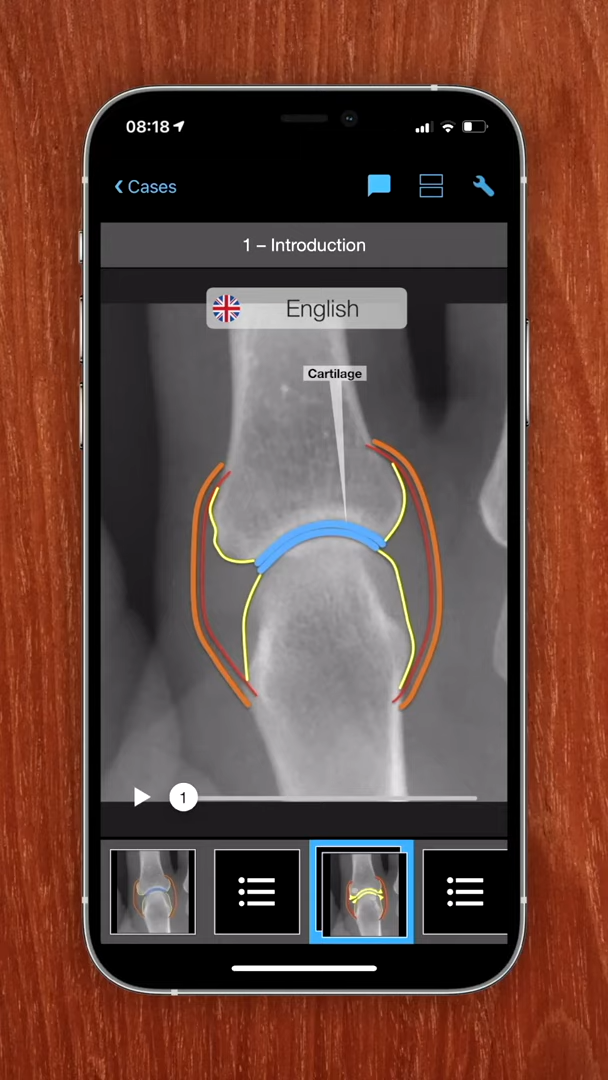 08:18
Cases
1 – Introduction
English
Cartilage
1